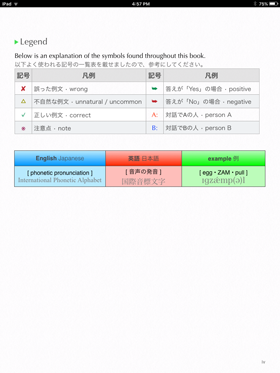 iPad
4:57 PM
75%
Legend
Below is an explanation of the symbols found throughout this book.
以下よく使われる記号の一覧表を載せましたので、参考にしてください。
記号 凡例 記号 凡例
✘ 誤った例文 - wrong ➥ 答えが「Yes」の場合 - positive
不自然な例文 - unnatural / uncommon 答えが「No」の場合 - negative
✓ 正しい例文 - correct A: 対話でAの人 - person A
注意点 - note B: 対話でBの人 - person B
English Japanese 英語 日本語 example 例
[ phonetic pronunciation ] [ 音声の発音 ] [ egg・ZAM・pull ]
International Phonetic Alphabet 国際音標文字 ɪgzǽmp(ə)l